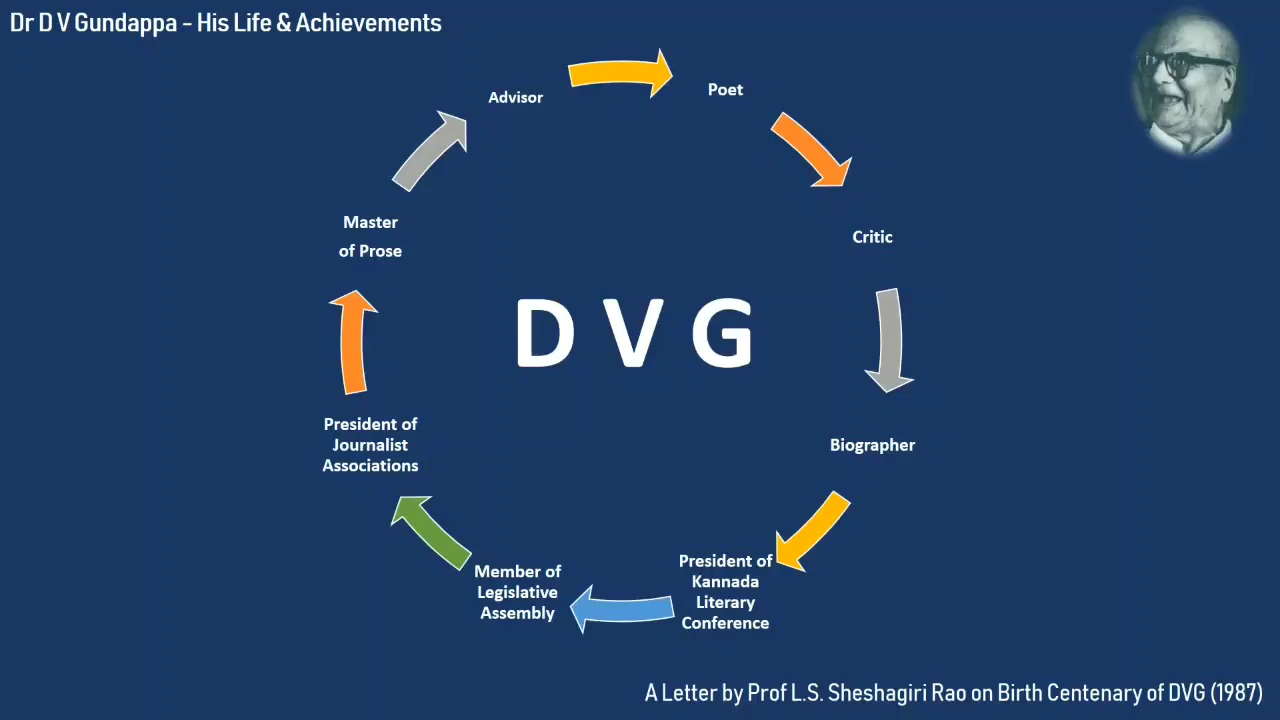 Dr D V Gundappa - His Life & Achievements
Advisor
Poet
Critic
Biographer
President of
Kannada
Literary
Conference
Member of
Legislative
Assembly
President of
Journalist
Associations
Master
of Prose
D V G
A Letter by Prof L.S. Sheshagiri Rao on Birth Centenary of DVG (1987)